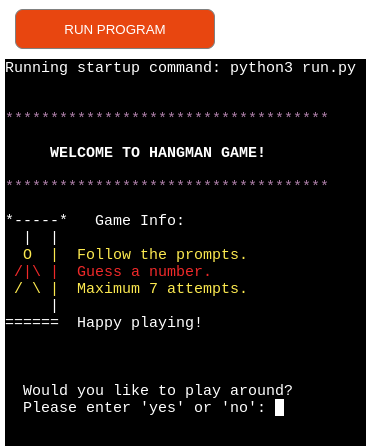 RUN PROGRAM
Running startup command: python3 run.py
************************************
WELCOME TO HANGMAN GAME!
************************************
*-----*   Game Info:
  |  |
  O  |  Follow the prompts.
 /|\ |  Guess a number.
 / \ |  Maximum 7 attempts.
     |
======  Happy playing!
Would you like to play around?
Please enter 'yes' or 'no':